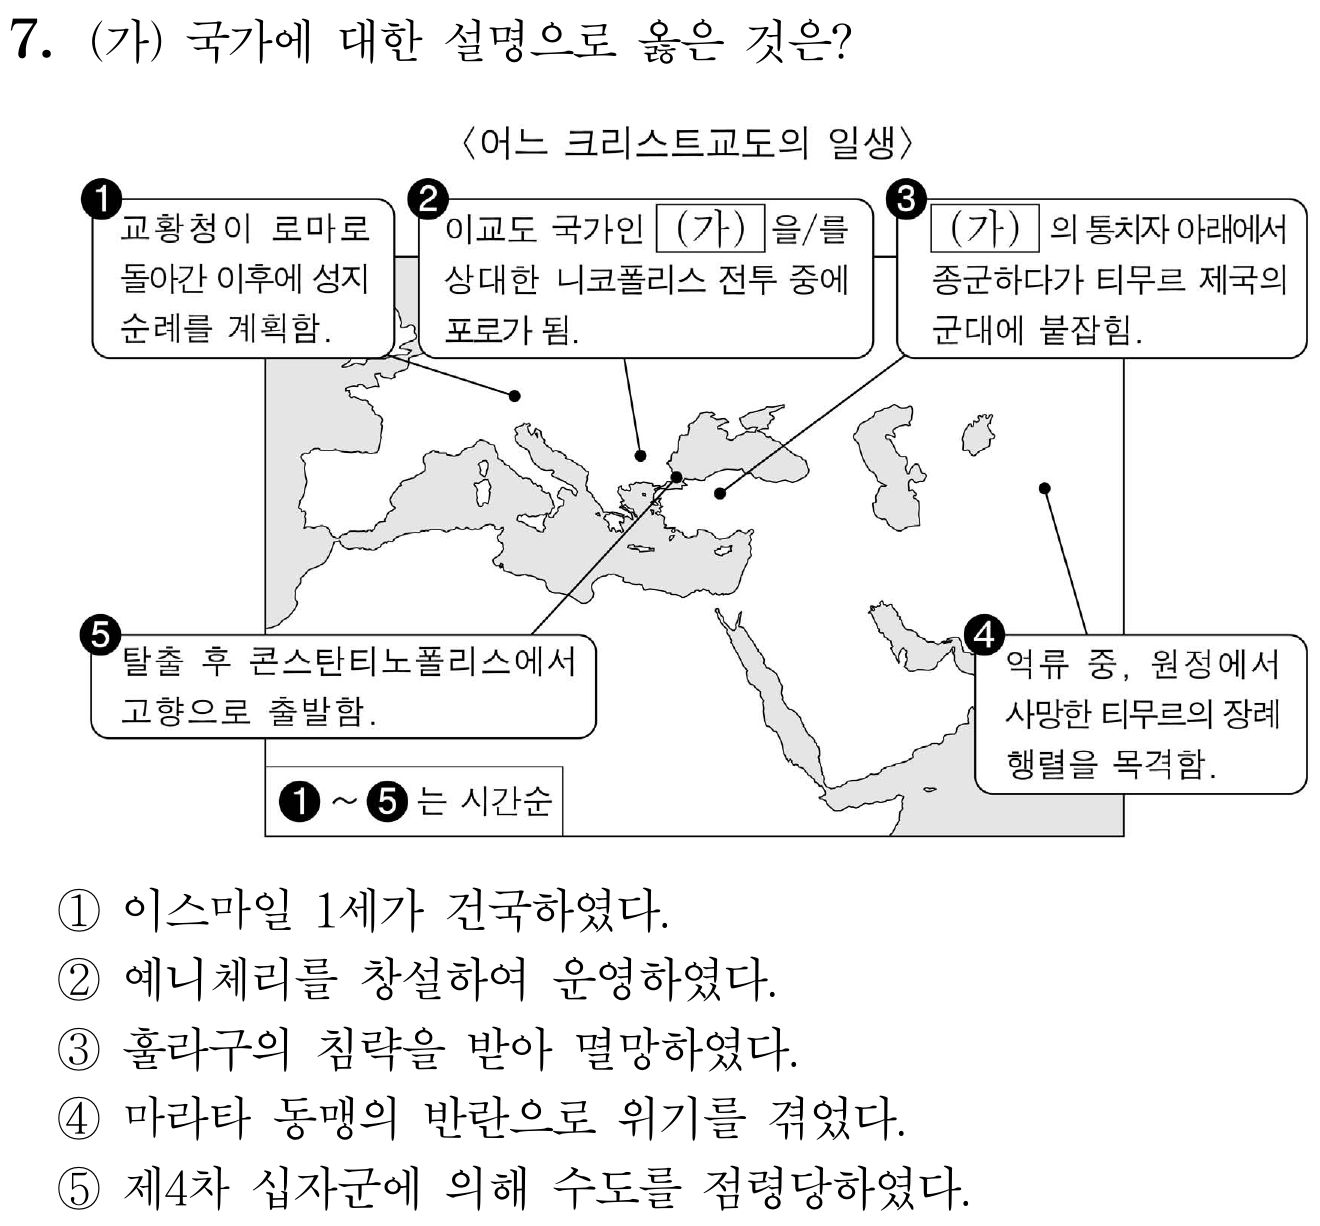 7. (가) 국가에 대한 설명으로 옳은 것은?
〈어느 크리스트교도의 일생〉
❶
교황청이 로마로
돌아간 이후에 성지
순례를 계획함.
❷
이교도 국가인 (가) 을/를
상대한 니코폴리스 전투 중에
포로가 됨.
❸
(가) 의 통치자 아래에서
종군하다가 티무르 제국의
군대에 붙잡힘.
❹
억류 중, 원정에서
사망한 티무르의 장례
행렬을 목격함.
❺
탈출 후 콘스탄티노폴리스에서
고향으로 출발함.
❶~❺는 시간순
① 이스마일 1세가 건국하였다.
② 예니체리를 창설하여 운영하였다.
③ 훌라구의 침략을 받아 멸망하였다.
④ 마라타 동맹의 반란으로 위기를 겪었다.
⑤ 제4차 십자군에 의해 수도를 점령당하였다.